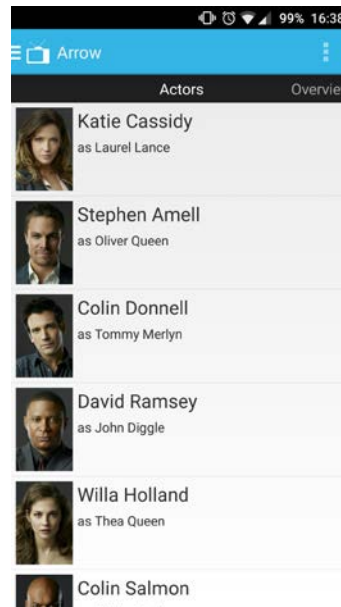 99% 16:38
Arrow
Actors Overvie
Katie Cassidy
as Laurel Lance
Stephen Amell
as Oliver Queen
Colin Donnell
as Tommy Merlyn
David Ramsey
as John Diggle
Willa Holland
as Thea Queen
Colin Salmon